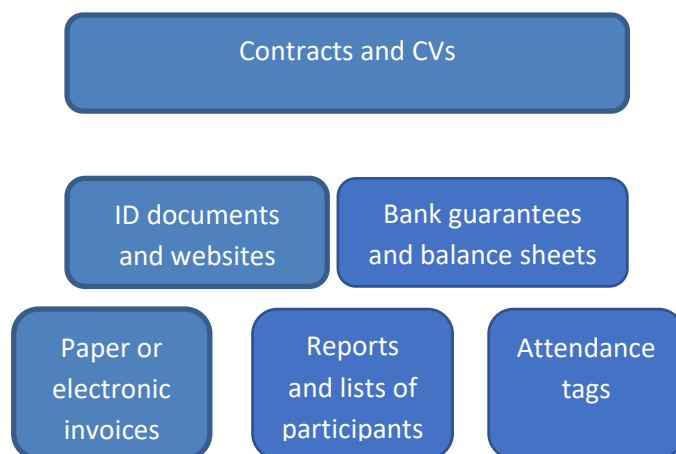 Contracts and CVs
ID documents
and websites
Bank guarantees
and balance sheets
Paper or
electronic
invoices
Reports
and lists of
participants
Attendance
tags